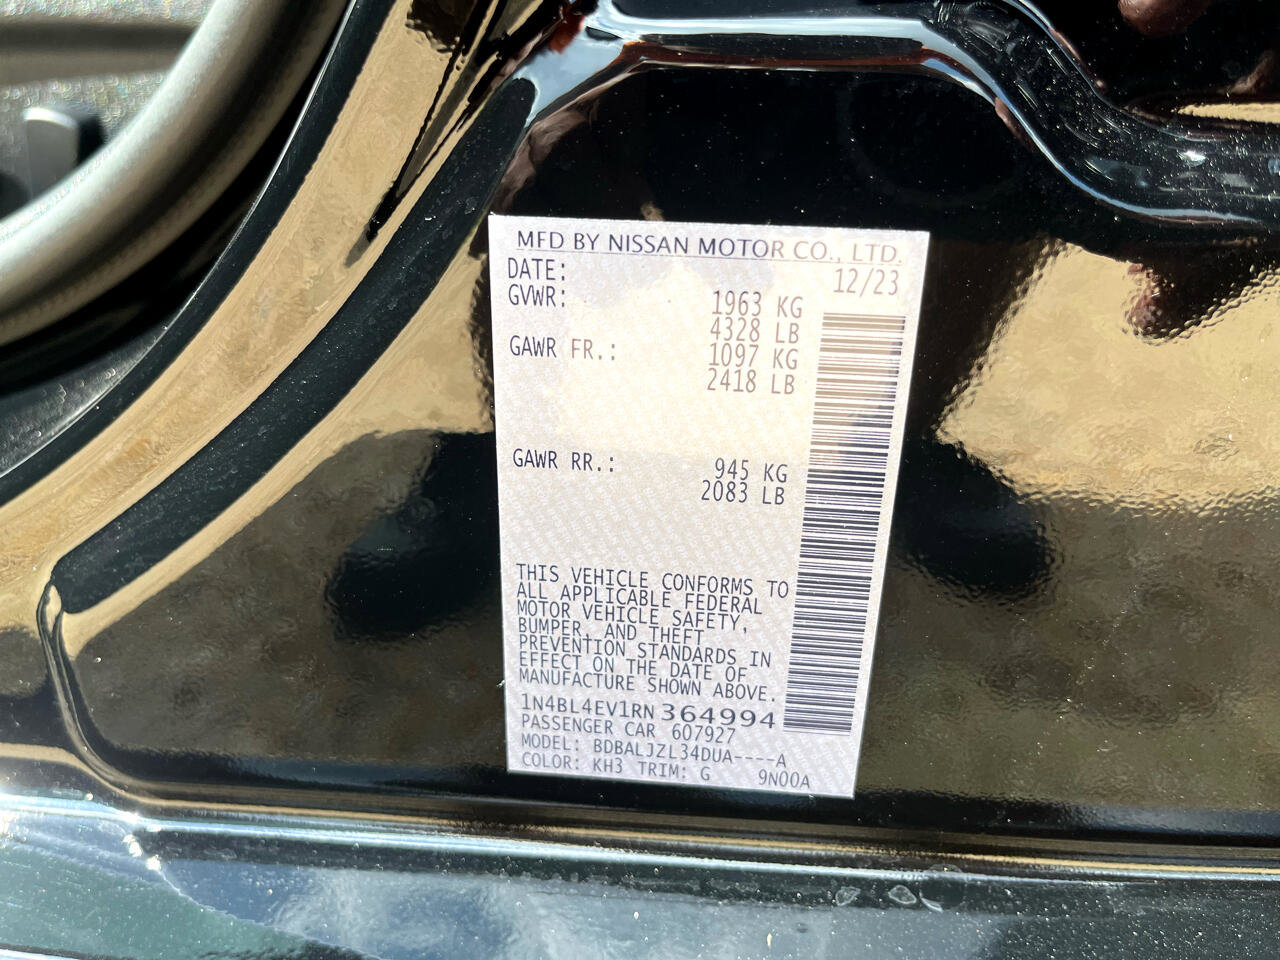 MFD BY NISSAN MOTOR CO., LTD.
DATE: 12/23
GVWR: 1963 KG
4328 LB
GAWR FR.: 1097 KG
2418 LB
GAWR RR.: 945 KG
2083 LB
THIS VEHICLE CONFORMS TO
ALL APPLICABLE FEDERAL
MOTOR VEHICLE SAFETY,
BUMPER, AND THEFT
PREVENTION STANDARDS IN
EFFECT ON THE DATE OF
MANUFACTURE SHOWN ABOVE.
1N4BL4EV1RN364994
PASSENGER CAR 607927
MODEL: BDBALJZL34DUA----A
COLOR: KH3 TRIM: G 9N00A